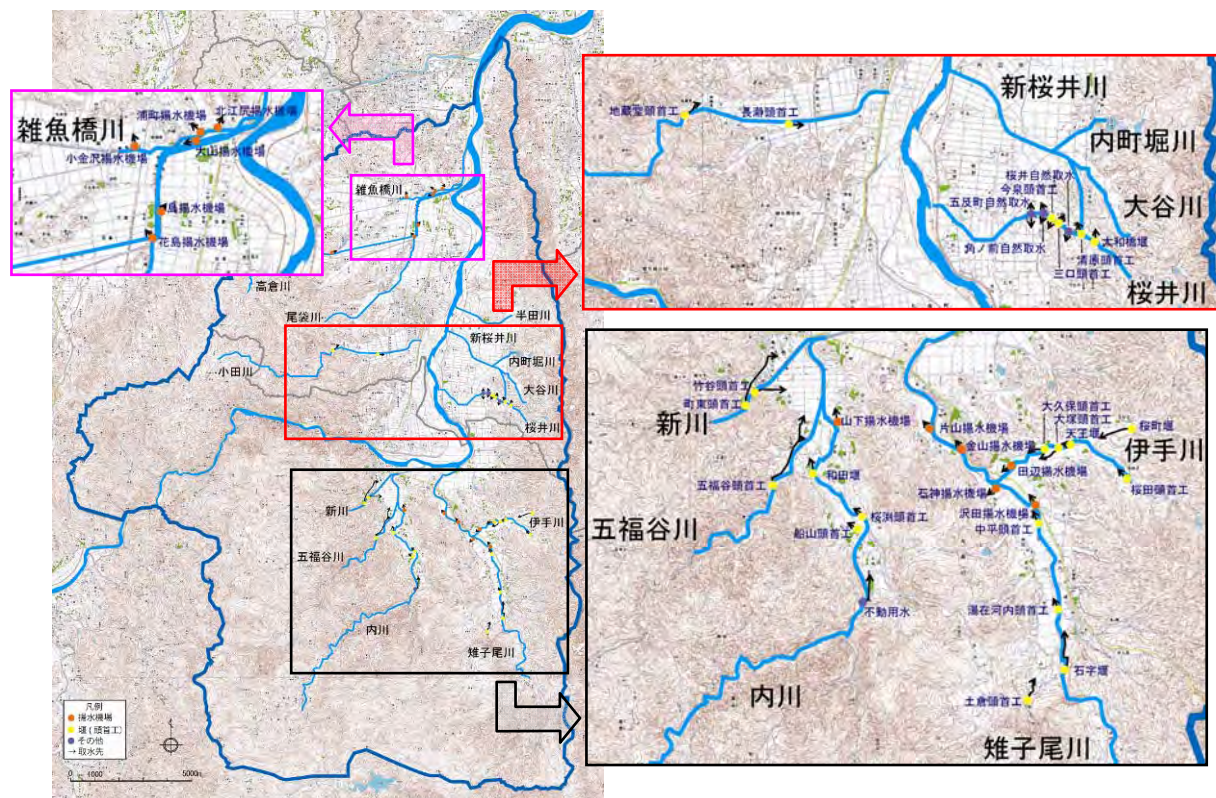 雑魚橋川
浦町揚水機場
北江尻揚水機場
小金沢揚水機場
大山揚水機場
島揚水機場
花島揚水機場
雑魚橋川
高倉川
尾袋川
半田川
新桜井川
内町堀川
小田川
大谷川
桜井川
新川
伊手川
五福谷川
内川
雉子尾川
凡例
揚水機場
堰(頭首工)
その他
→ 取水先
0 1000 5000m
地蔵堂頭首工
長瀞頭首工
新桜井川
内町堀川
桜井自然取水
今泉頭首工
五反町自然取水
大谷川
角ノ前自然取水
大和橋堰
清原頭首工
三口頭首工
桜井川
竹谷頭首工
町東頭首工
新川
山下揚水機場
片山揚水機場
金山揚水機場
大久保頭首工
大塚頭首工
天王堰
桜町堰
伊手川
田辺揚水機場
桜田頭首工
和田堰
五福谷頭首工
石神揚水機場
桜渕頭首工
沢田揚水機場
船山頭首工
中平頭首工
五福谷川
不動用水
湯在河内頭首工
石字堰
内川
土倉頭首工
雉子尾川